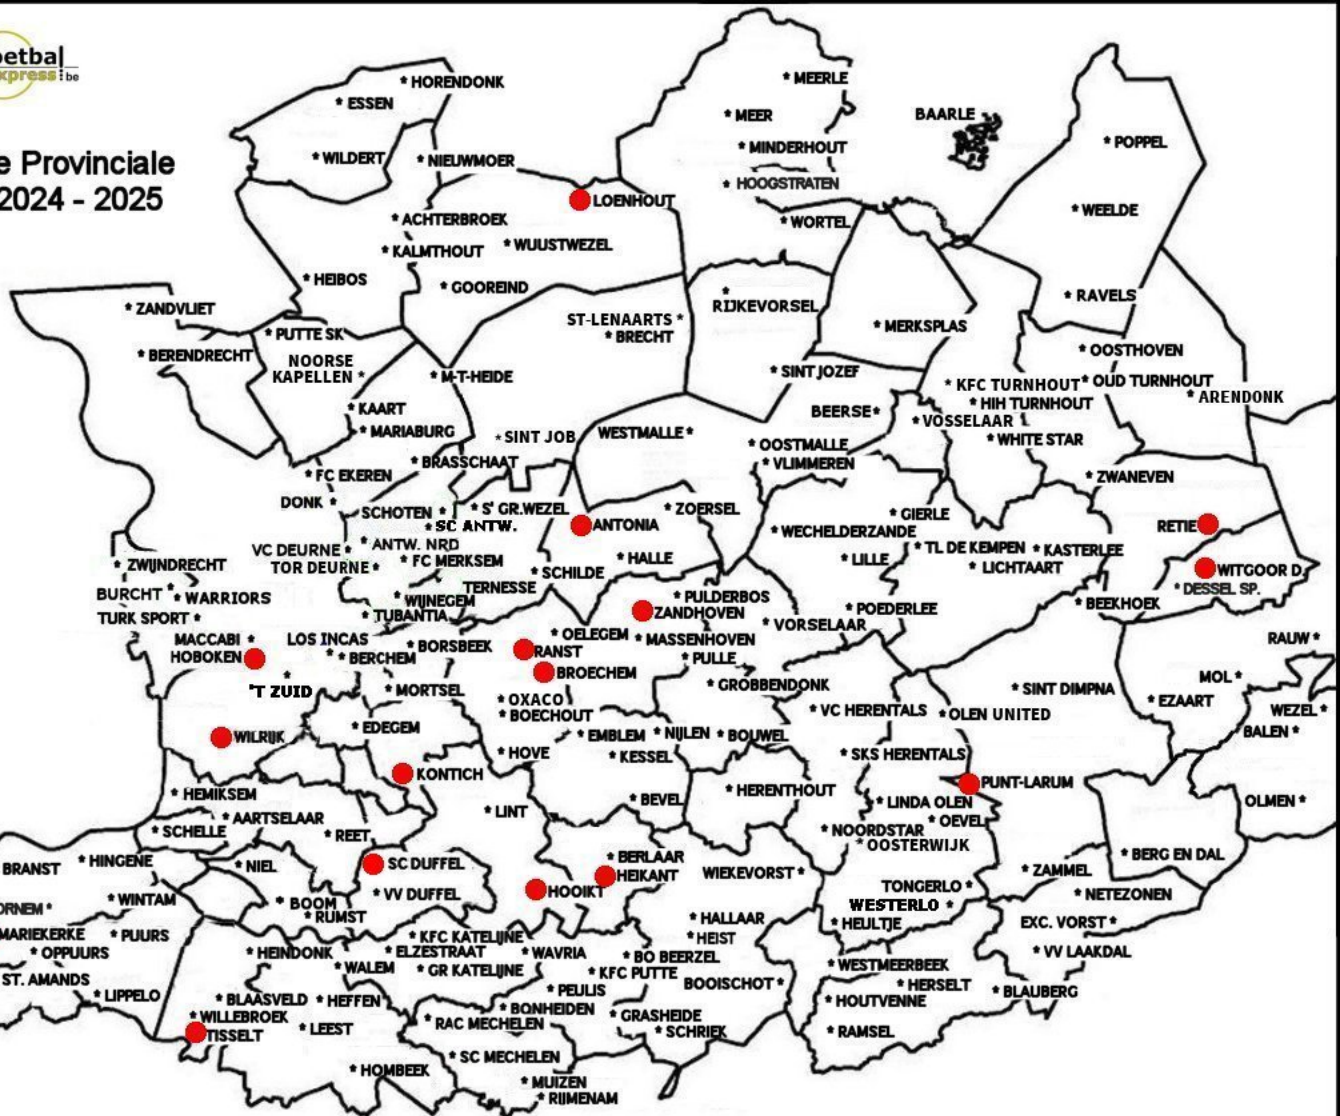 oetbal
xpress:be
e Provinciale
2024 - 2025
* HORENDONK
* ESSEN
* WILDERT
* NIEUWMOER
* MEERLE
* MEER
* MINDERHOUT
* HOOGSTRATEN
BAARLE
* POPPEL
* WEELDE
LOENHOUT
* WORTEL
* ACHTERBROEK
* KALMTHOUT
* WUUSTWEZEL
* HEIBOS
* GOOREIND
* RAVELS
* ZANDVLIET
*
RIJKEVORSEL
ST-LENAARTS *
* BRECHT
* MERKSPLAS
* PUTTE SK
* BERENDRECHT
NOORSE
KAPELLEN *
* M-T-HEIDE
* SINT JOZEF
* OOSTHOVEN
* KFC TURNHOUT
* OUD TURNHOUT
* ARENDONK
* HIH TURNHOUT
* KAART
* MARIABURG
BEERSE *
* VOSSELAAR
* WHITE STAR
* SINT JOB
WESTMALLE *
* OOSTMALLE
* VLIMMEREN
* BRASSCHAAT
* FC EKEREN
* ZWANEVEN
DONK *
SCHOTEN *
* S' GR.WEZEL
* SC ANTW.
ANTONIA
* ZOERSEL
* GIERLE
* WECHELDERZANDE
RETIE
VC DEURNE *
* ANTW. NRD
* FC MERKSEM
TOR DEURNE *
* HALLE
* LILLE
* TL DE KEMPEN
* KASTERLEE
* LICHTAART
WITGOOR D.
* DESSEL SP.
* ZWIJNDRECHT
* SCHILDE
TERNESSE
BURCHT *
* WARRIORS
* WIJNEGEM
* TUBANTIA
* PULDERBOS
ZANDHOVEN
* POEDERLEE
* BEEKHOEK
TURK SPORT *
* VORSELAAR
MACCABI *
HOBOKEN
LOS INCAS
*
* BERCHEM
* BORSBEEK
* OELEGEM
* MASSENHOVEN
RANST
* PULLE
RAUW *
BROECHEM
*
'T ZUID
* MORTSEL
* GROBBENDONK
* SINT DIMPNA
MOL *
* OXACO
* BOECHOUT
* EZAART
WEZEL *
* VC HERENTALS
* OLEN UNITED
WILRIJK
* EDEGEM
* EMBLEM
* NIJLEN
* BOUWEL
BALEN *
* HOVE
* KESSEL
* SKS HERENTALS
KONTICH
PUNT-LARUM
* HEMIKSEM
* BEVEL
* HERENTHOUT
* LINDA OLEN
OLMEN *
* LINT
* AARTSELAAR
* OEVEL
* SCHELLE
* REET
* NOORDSTAR
* OOSTERWIJK
BRANST
* HINGENE
* NIEL
SC DUFFEL
* BERLAAR
HEIKANT
WIEKEVORST *
* BERG EN DAL
* ZAMMEL
* WINTAM
* BOOM
* RUMST
* VV DUFFEL
HOOIKT
TONGERLO *
WESTERLO *
* NETEZONEN
ORNEM *
* HALLAAR
* HEULTJE
EXC. VORST *
MARIEKERKE
* PUURS
* KFC KATELIJNE
* HEIST
* OPPUURS
* HEINDONK
* ELZESTRAAT
* WAVRIA
* BO BEERZEL
* VV LAAKDAL
* WALEM
* GR KATELIJNE
* KFC PUTTE
* WESTMEERBEEK
ST. AMANDS
BOOISCHOT *
* HERSELT
* LIPPELO
* BLAASVELD
* HEFFEN
* PEULIS
* HOUTVENNE
* BLAUBERG
* WILLEBROEK
* BONHEIDEN
* GRASHEIDE
TISSELT
* LEEST
* RAC MECHELEN
* SCHRIEK
* RAMSEL
* SC MECHELEN
* HOMBEEK
* MUIZEN
* RIJMENAM